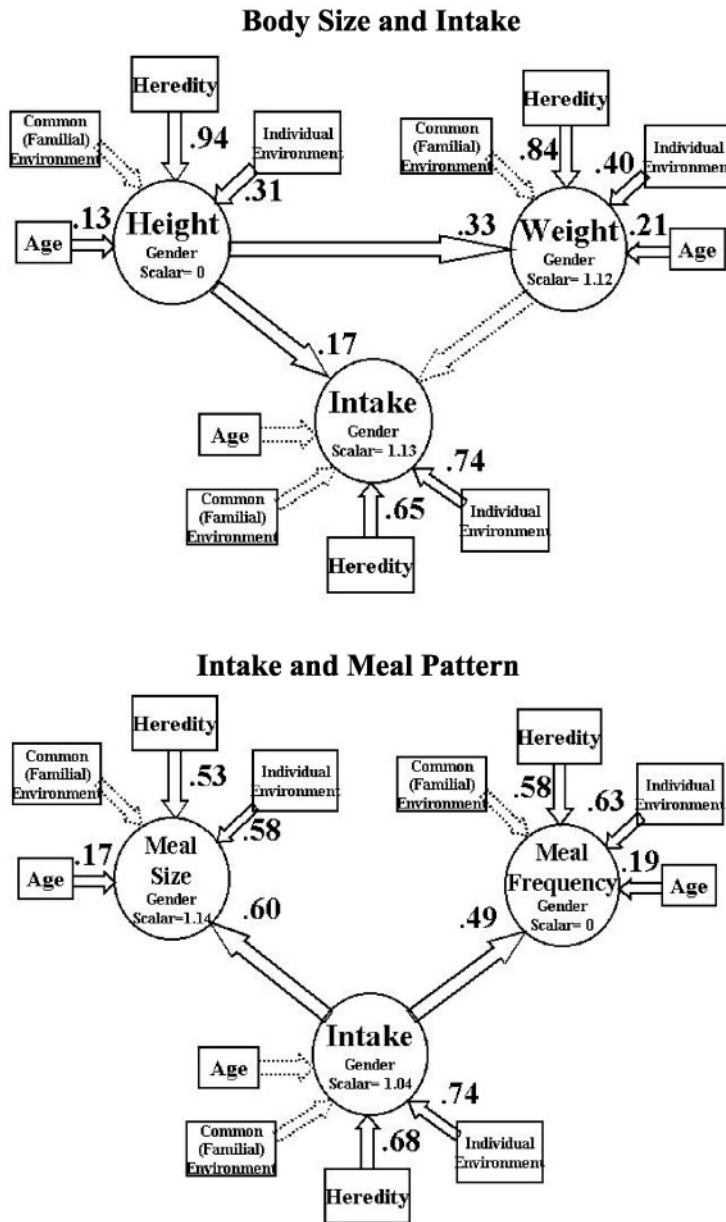 Body Size and Intake
Heredity
Common
(Familial)
Environment
.94
Individual
Environment
.31
.13
Age
Height
Gender
Scalar= 0
.33
Heredity
Common
(Familial)
Environment
.84
.40
Individual
Environment
Weight
Gender
Scalar= 1.12
.21
Age
.17
Intake
Gender
Scalar= 1.13
Age
Common
(Familial)
Environment
.65
.74
Individual
Environment
Heredity
Intake and Meal Pattern
Heredity
Common
(Familial)
Environment
.53
Individual
Environment
.58
.17
Age
Meal
Size
Gender
Scalar=1.14
.60
Heredity
Common
(Familial)
Environment
.58
.63
Individual
Environment
Meal
Frequency
Gender
Scalar= 0
.19
Age
.49
Intake
Gender
Scalar= 1.04
Age
Common
(Familial)
Environment
.68
.74
Individual
Environment
Heredity